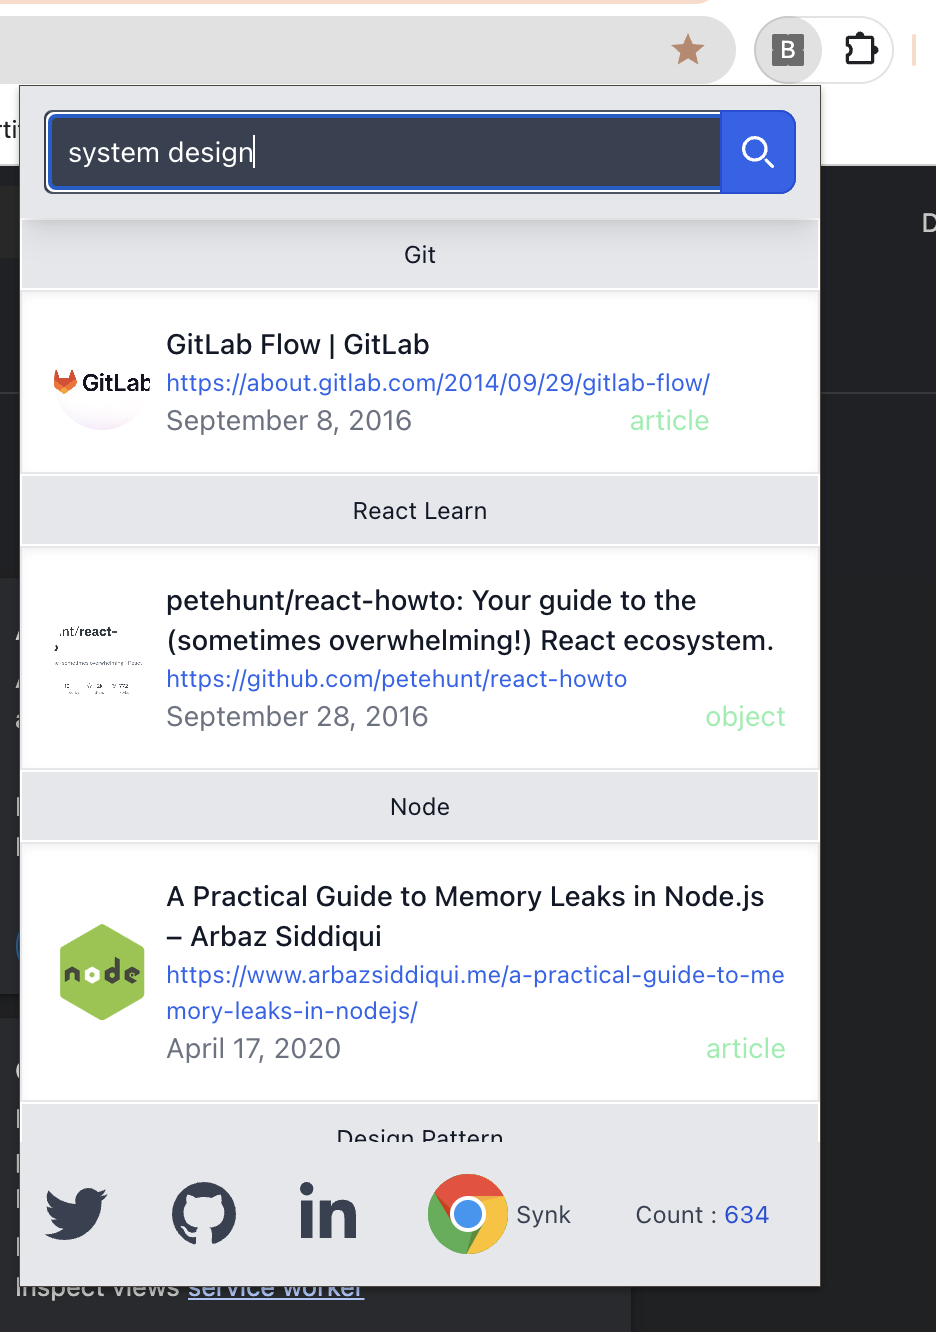 B
system design
Git
GitLab
GitLab Flow | GitLab
https://about.gitlab.com/2014/09/29/gitlab-flow/
September 8, 2016
article
React Learn
petehunt/react-howto: Your guide to the
(sometimes overwhelming!) React ecosystem.
https://github.com/petehunt/react-howto
September 28, 2016
object
Node
node
A Practical Guide to Memory Leaks in Node.js
– Arbaz Siddiqui
https://www.arbazsiddiqui.me/a-practical-guide-to-me
mory-leaks-in-nodejs/
April 17, 2020
article
Design Pattern
in
Synk
Count : 634
Inspect views service worker